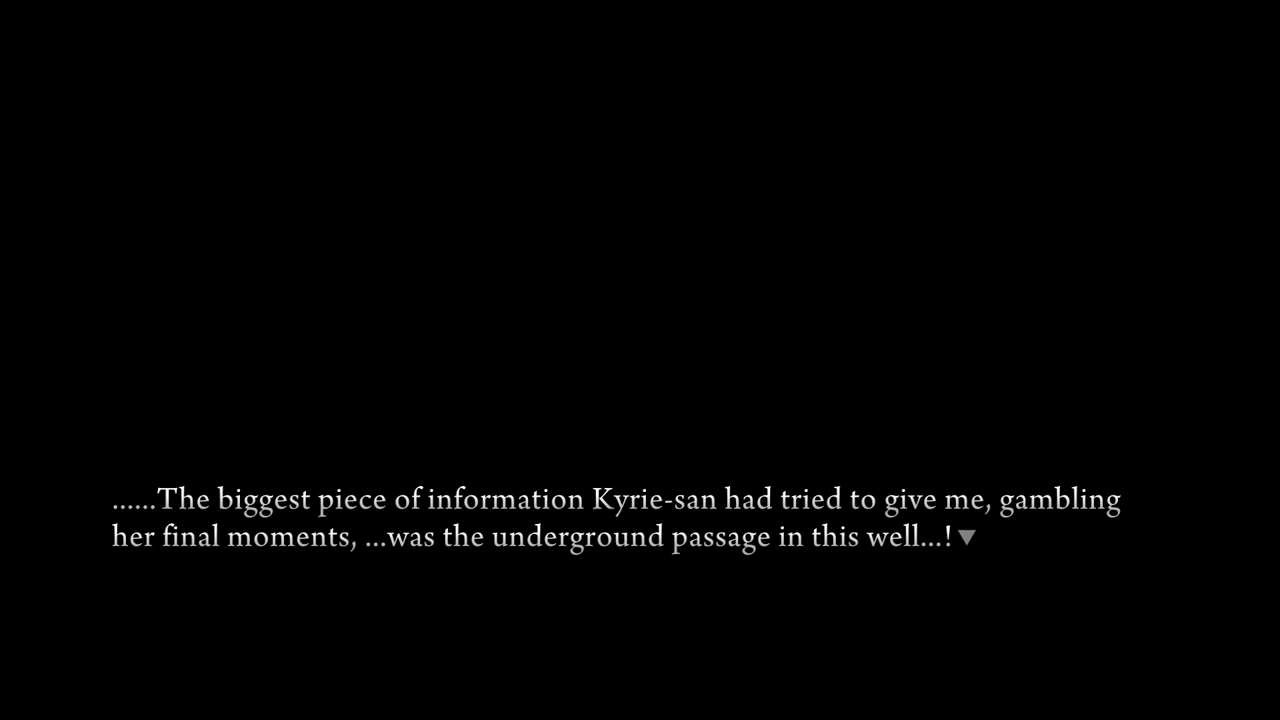 ......The biggest piece of information Kyrie-san had tried to give me, gambling
her final moments, ...was the underground passage in this well...!